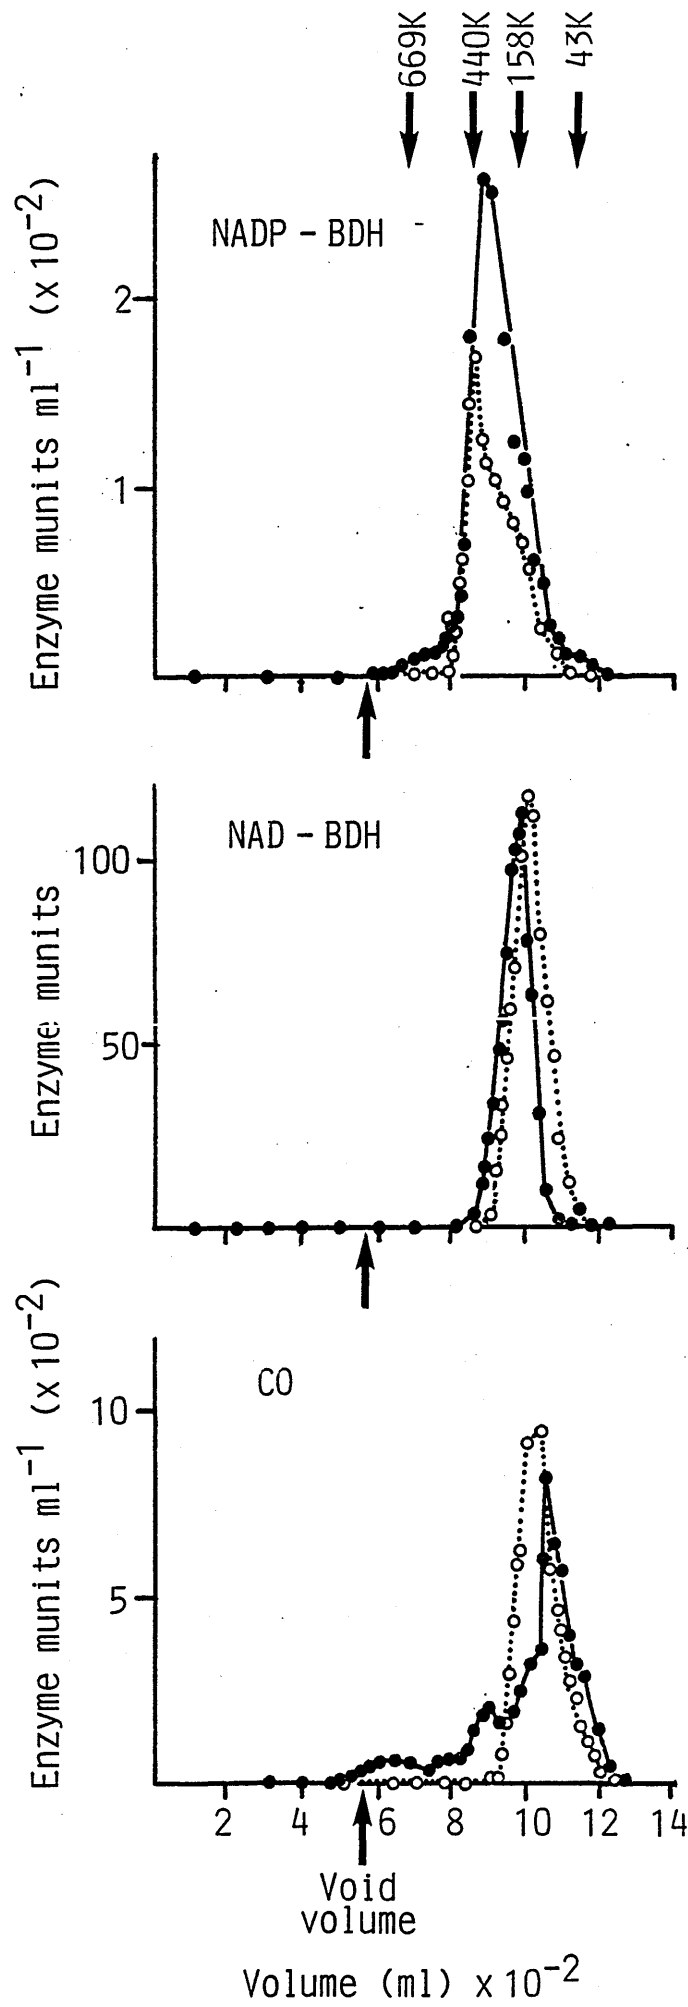 669K
440K
158K
43K
NADP – BDH
Enzyme munits ml⁻¹ (x 10⁻²)
2
1
NAD – BDH
Enzyme munits
100
50
CO
Enzyme munits ml⁻¹ (x 10⁻²)
10
5
2 4 6 8 10 12 14
Void
volume
Volume (ml) x 10⁻²